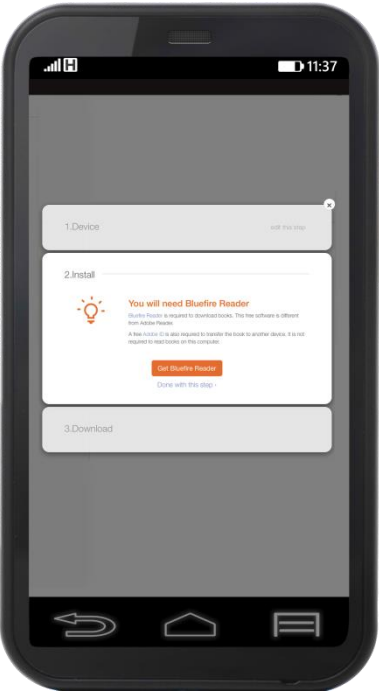 H 11:37
1.Device edit this step
2.Install
You will need Bluefire Reader
Bluefire Reader is required to download books. This free software is different
from Adobe Reader
A free Adobe ID is also required to transfer the book to another device. It is not
required to read books on this computer.
Get Bluefire Reader
Done with this step ›
3.Download